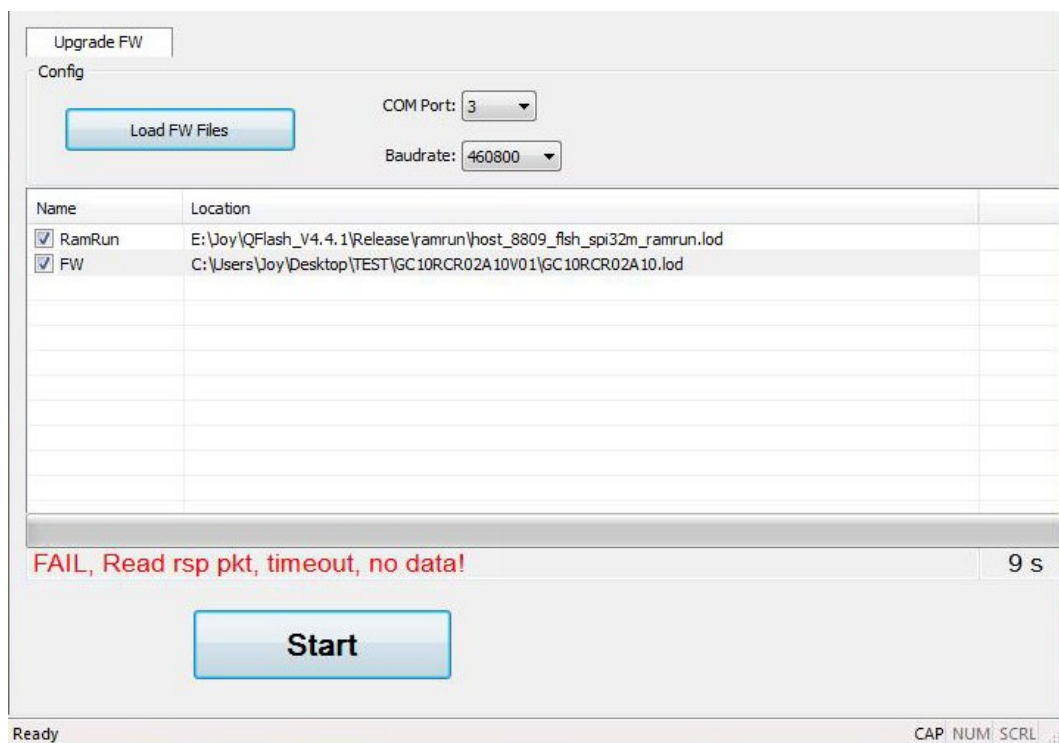 Upgrade FW
Config
Load FW Files
COM Port: 3
Baudrate: 460800
Name Location
RamRun E:\Joy\QFlash_V4.4.1\Release\ramrun\host_8809_flsh_spi32m_ramrun.lod
FW C:\Users\Joy\Desktop\TEST\GC10RCR02A10V01\GC10RCR02A10.lod
FAIL, Read rsp pkt, timeout, no data! 9 s
Start
Ready CAP NUM SCRL